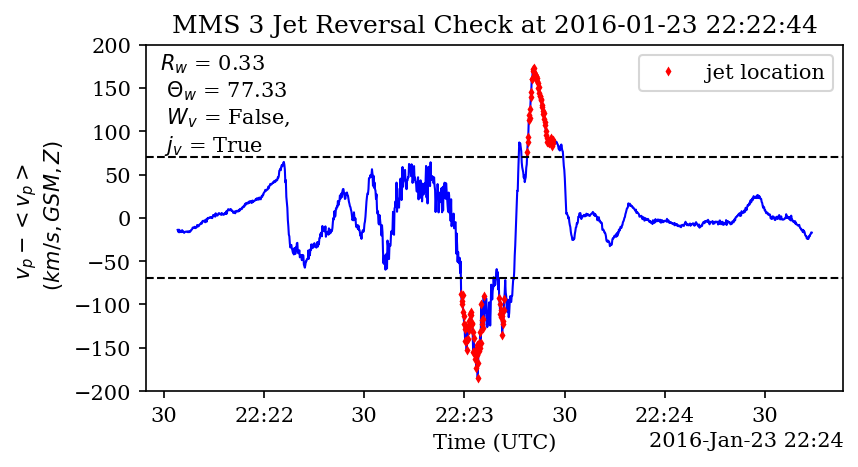 MMS 3 Jet Reversal Check at 2016-01-23 22:22:44
R_w = 0.33
Θ_w = 77.33
W_v = False,
j_v = True
jet location
v_p − <v_p>
(km/s, GSM, Z)
200
150
100
50
0
−50
−100
−150
−200
30 22:22 30 22:23 30 22:24 30
Time (UTC)
2016-Jan-23 22:24